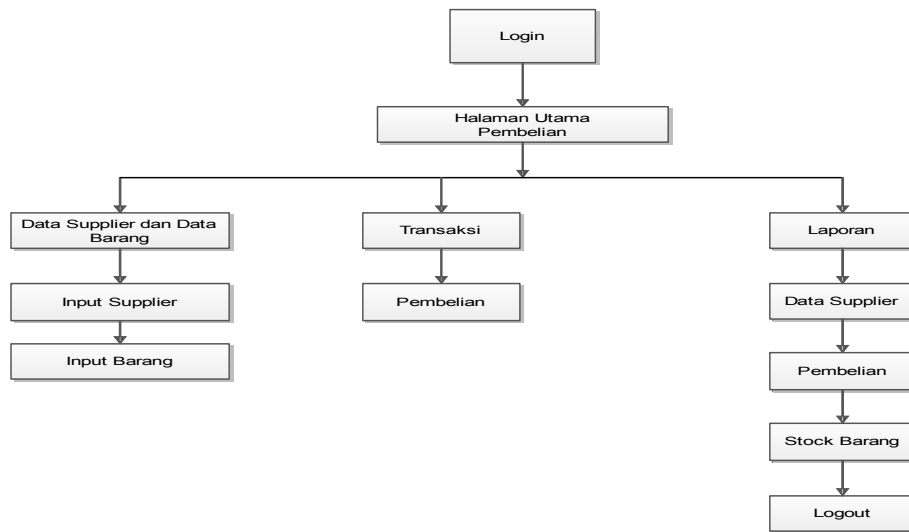 Login
Halaman Utama
Pembelian
Data Supplier dan Data
Barang
Transaksi
Laporan
Input Supplier
Pembelian
Data Supplier
Input Barang
Pembelian
Stock Barang
Logout